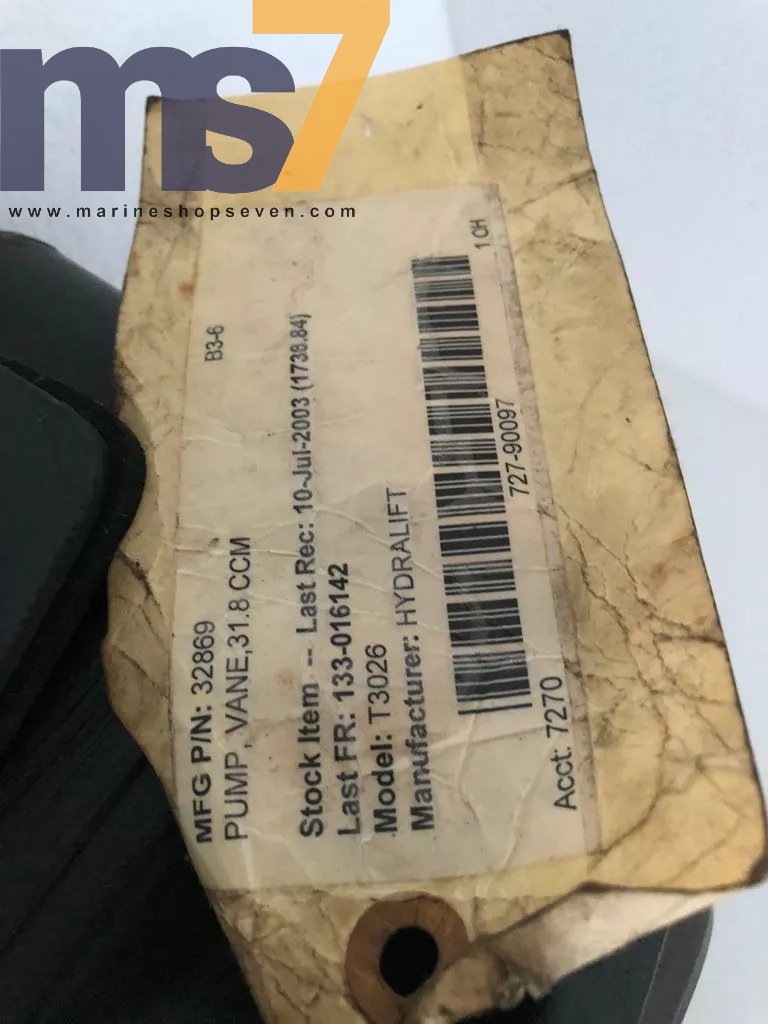 ms7
www.marineshopseven.com
MFG P/N: 32869
B3-6
PUMP, VANE,31.8 CCM
Stock Item -- Last Rec: 10-Jul-2003 (1738.84)
Last FR: 133-016142
Model: T3026
Manufacturer: HYDRALIFT
1 OH
727-90097
Acct: 7270